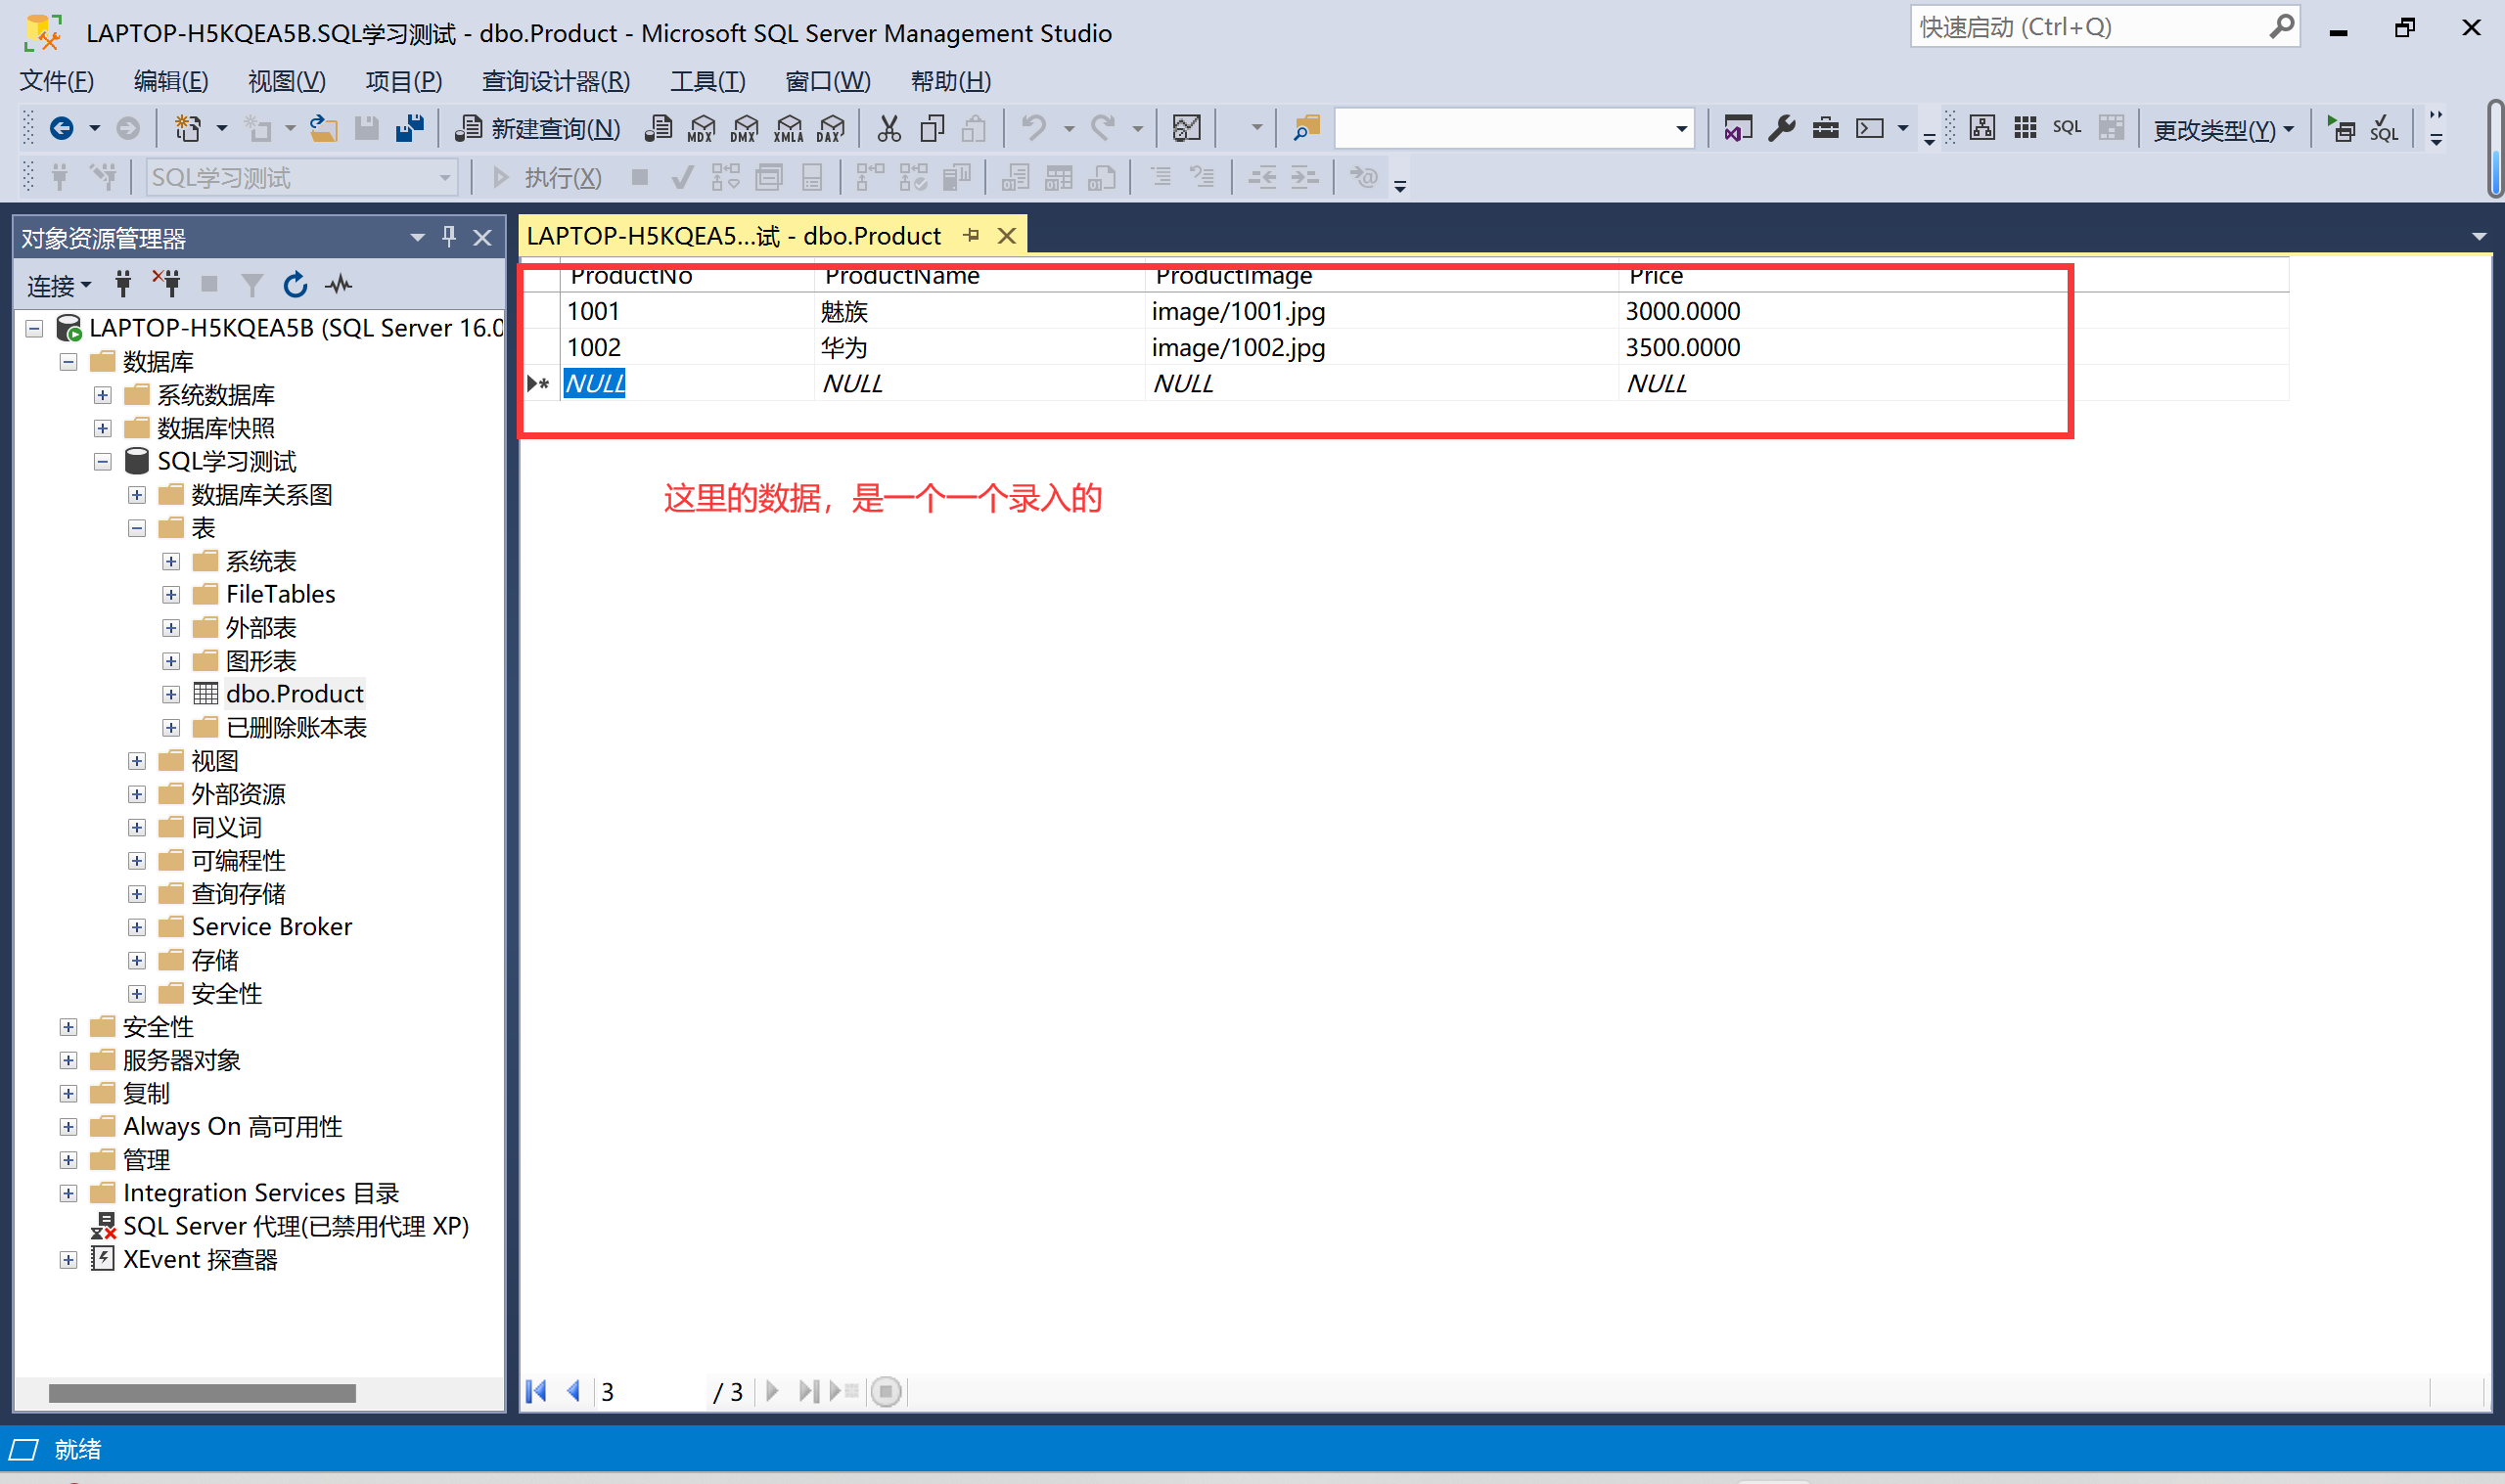 LAPTOP-H5KQEA5B.SQL学习测试 - dbo.Product - Microsoft SQL Server Management Studio
快速启动 (Ctrl+Q)
文件(F) 编辑(E) 视图(V) 项目(P) 查询设计器(R) 工具(T) 窗口(W) 帮助(H)
新建查询(N) MDX DMX XMLA DAX SQL 更改类型(Y) SQL
SQL学习测试 执行(X)
对象资源管理器
连接
LAPTOP-H5KQEA5B (SQL Server 16.0
数据库
系统数据库
数据库快照
SQL学习测试
数据库关系图
表
系统表
FileTables
外部表
图形表
dbo.Product
已删除账本表
视图
外部资源
同义词
可编程性
查询存储
Service Broker
存储
安全性
安全性
服务器对象
复制
Always On 高可用性
管理
Integration Services 目录
SQL Server 代理(已禁用代理 XP)
XEvent 探查器
LAPTOP-H5KQEA5...试 - dbo.Product
ProductNo ProductName ProductImage Price
1001 魅族 image/1001.jpg 3000.0000
1002 华为 image/1002.jpg 3500.0000
NULL NULL NULL NULL
这里的数据，是一个一个录入的
3 / 3
就绪